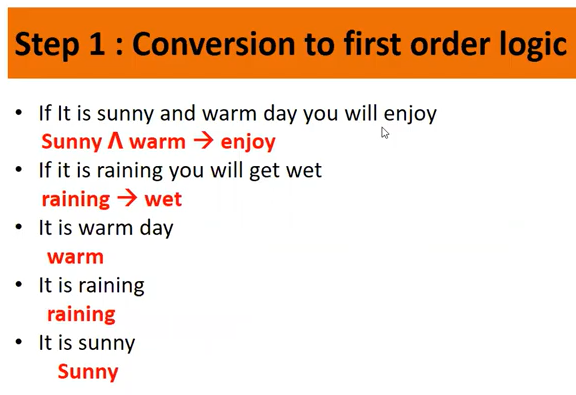 Step 1 : Conversion to first order logic
• If It is sunny and warm day you will enjoy
Sunny Λ warm → enjoy
• If it is raining you will get wet
raining → wet
• It is warm day
warm
• It is raining
raining
• It is sunny
Sunny